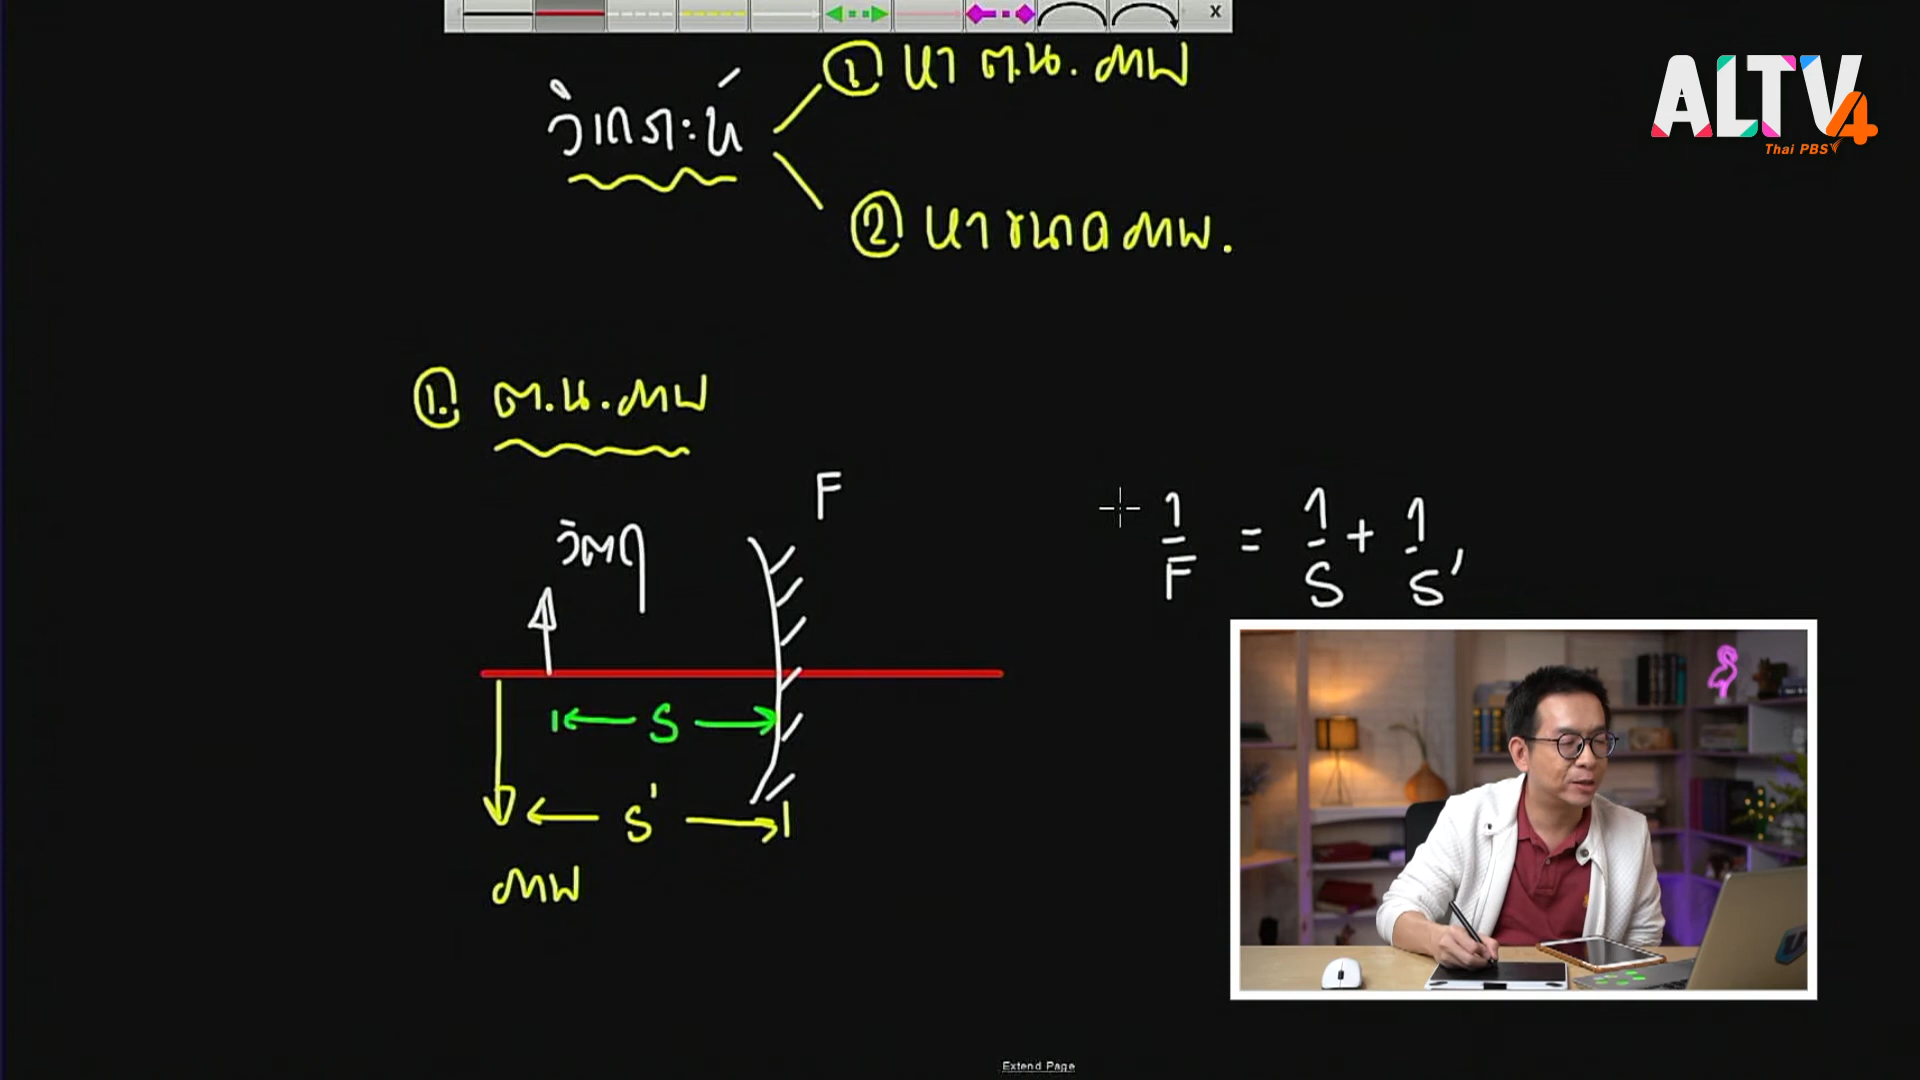 x
วิเคราะห์
① หา ต.น. ภาพ
② หา ขนาด ภาพ.
ALTV4
Thai PBS
①. ต.น. ภาพ
F
วัตถุ
1/F = 1/S + 1/S'
S
S'
ภาพ
Extend Page